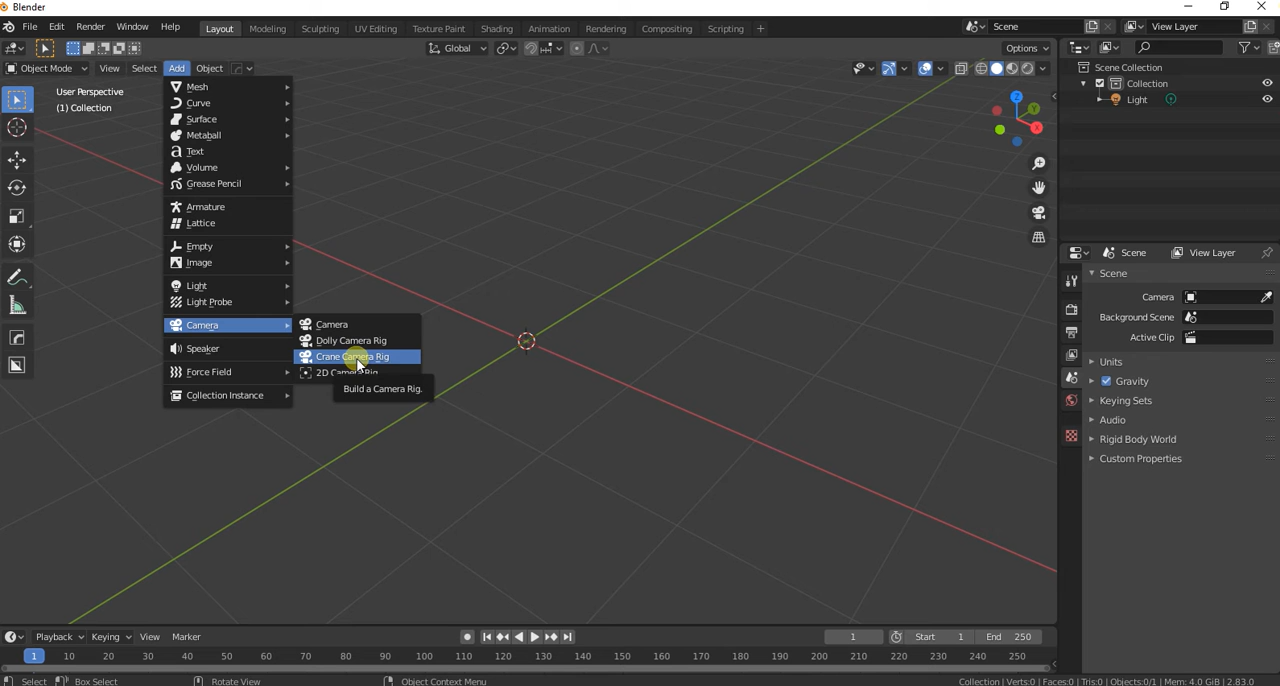 Blender
File Edit Render Window Help Layout Modeling Sculpting UV Editing Texture Paint Shading Animation Rendering Compositing Scripting + Scene View Layer
Global Options
Object Mode View Select Add Object
User Perspective
(1) Collection
Mesh
Curve
Surface
Metaball
Text
Volume
Grease Pencil
Armature
Lattice
Empty
Image
Light
Light Probe
Camera
Speaker
Force Field
Collection Instance
Camera
Dolly Camera Rig
Crane Camera Rig
2D Camera Rig
Build a Camera Rig.
Z
Y
X
Scene Collection
Collection
Light
Scene View Layer
Scene
Camera
Background Scene
Active Clip
Units
Gravity
Keying Sets
Audio
Rigid Body World
Custom Properties
Playback Keying View Marker 1 Start 1 End 250
1 10 20 30 40 50 60 70 80 90 100 110 120 130 140 150 160 170 180 190 200 210 220 230 240 250
Select Box Select Rotate View Object Context Menu Collection | Verts:0 | Faces:0 | Tris:0 | Objects:0/1 | Mem: 4.0 GiB | 2.83.0